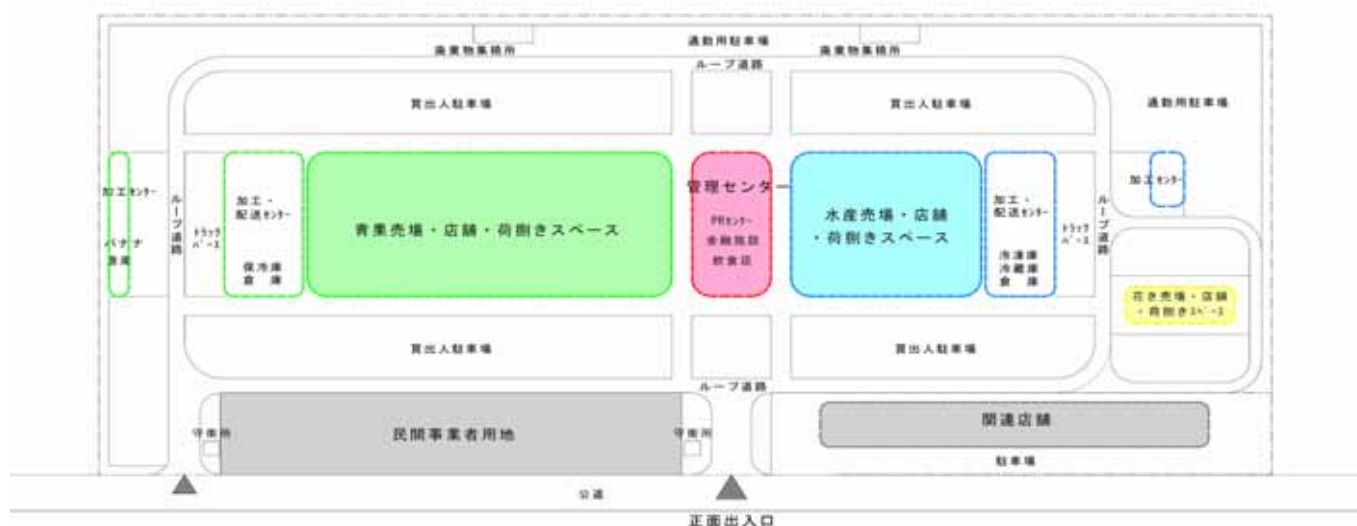 通勤用駐車場
廃棄物集積所
廃棄物集積所
ループ道路
買出人駐車場
買出人駐車場
通勤用駐車場
加工センター
バナナ
倉庫
ループ道路
トラック
バース
加工・
配送センター
保冷庫
倉 庫
青果売場・店舗・荷捌きスペース
管理センター
PRセンター
金融施設
飲食店
水産売場・店舗
・荷捌きスペース
加工・
配送センター
冷凍庫
冷蔵庫
倉 庫
トラック
バース
ループ道路
加工センター
花き売場・店舗
・荷捌きスペース
買出人駐車場
買出人駐車場
ループ道路
守衛所
民間事業者用地
守衛所
関連店舗
駐車場
公道
正面出入口